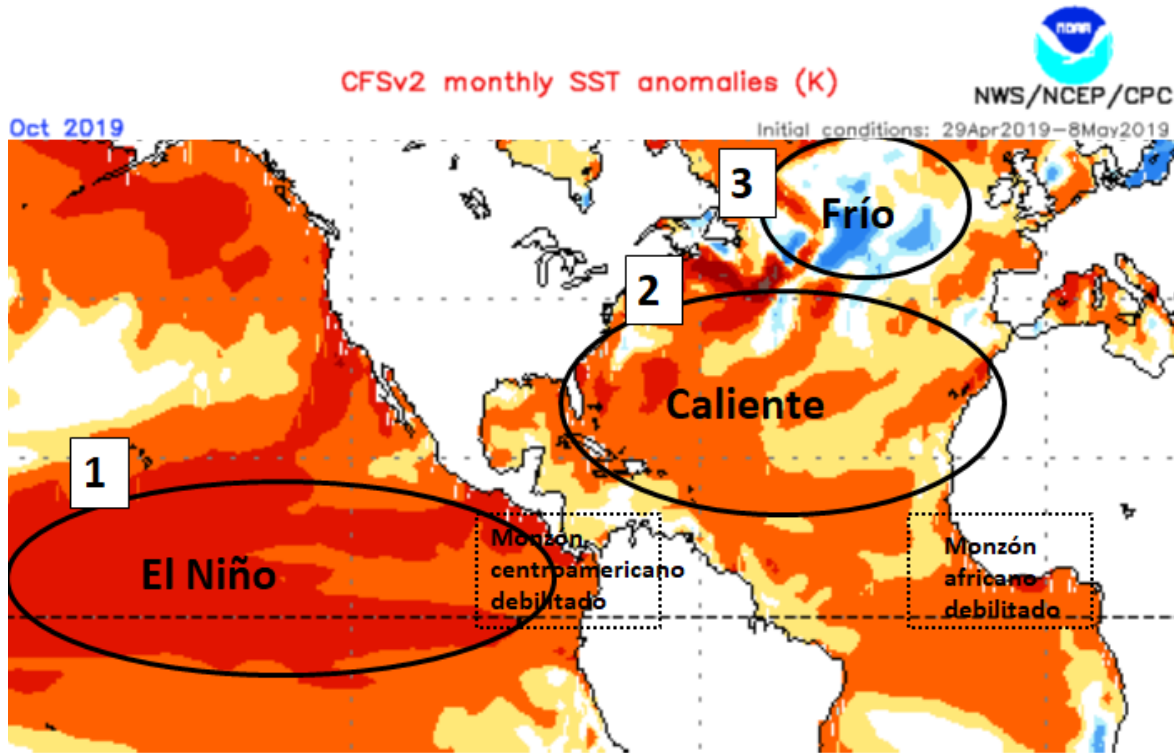 NOAA
CFSv2 monthly SST anomalies (K)
NWS/NCEP/CPC
Oct 2019
Initial conditions: 29Apr2019-8May2019
3
Frío
2
Caliente
1
El Niño
Monzón
centroamericano
debilitado
Monzón
africano
debilitado